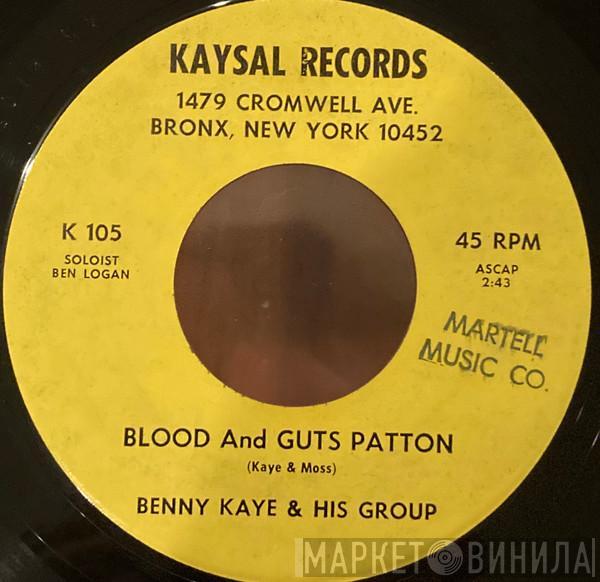 KAYSAL RECORDS
1479 CROMWELL AVE.
BRONX, NEW YORK 10452
K 105
SOLOIST
BEN LOGAN
45 RPM
ASCAP
2:43
MARTELL
MUSIC CO.
BLOOD And GUTS PATTON
(Kaye & Moss)
BENNY KAYE & HIS GROUP
МАРКЕТ ВИНИЛА